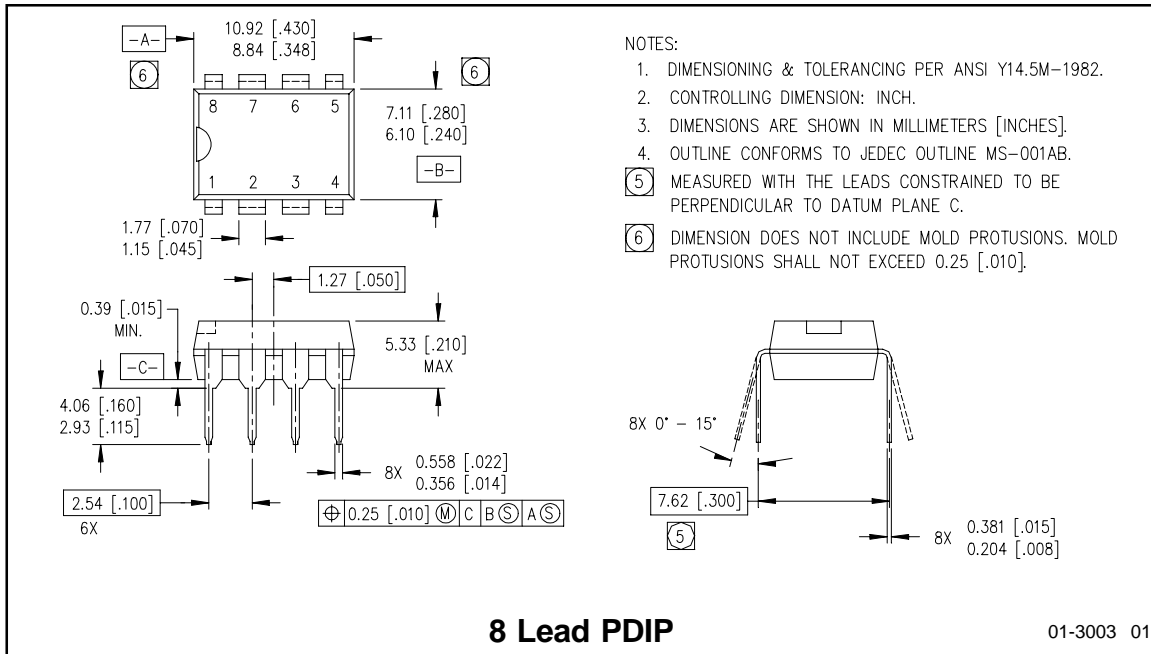 -A-
10.92 [.430]
8.84 [.348]
6
6
8 7 6 5
7.11 [.280]
6.10 [.240]
-B-
1 2 3 4
1.77 [.070]
1.15 [.045]
1.27 [.050]
0.39 [.015]
MIN.
5.33 [.210]
MAX
-C-
4.06 [.160]
2.93 [.115]
8X 0.558 [.022]
0.356 [.014]
2.54 [.100]
6X
⌖ 0.25 [.010] Ⓜ C B Ⓢ A Ⓢ
NOTES:
1. DIMENSIONING & TOLERANCING PER ANSI Y14.5M-1982.
2. CONTROLLING DIMENSION: INCH.
3. DIMENSIONS ARE SHOWN IN MILLIMETERS [INCHES].
4. OUTLINE CONFORMS TO JEDEC OUTLINE MS-001AB.
5 MEASURED WITH THE LEADS CONSTRAINED TO BE
PERPENDICULAR TO DATUM PLANE C.
6 DIMENSION DOES NOT INCLUDE MOLD PROTUSIONS. MOLD
PROTUSIONS SHALL NOT EXCEED 0.25 [.010].
8X 0° - 15°
7.62 [.300]
5
8X 0.381 [.015]
0.204 [.008]
8 Lead PDIP
01-3003 01